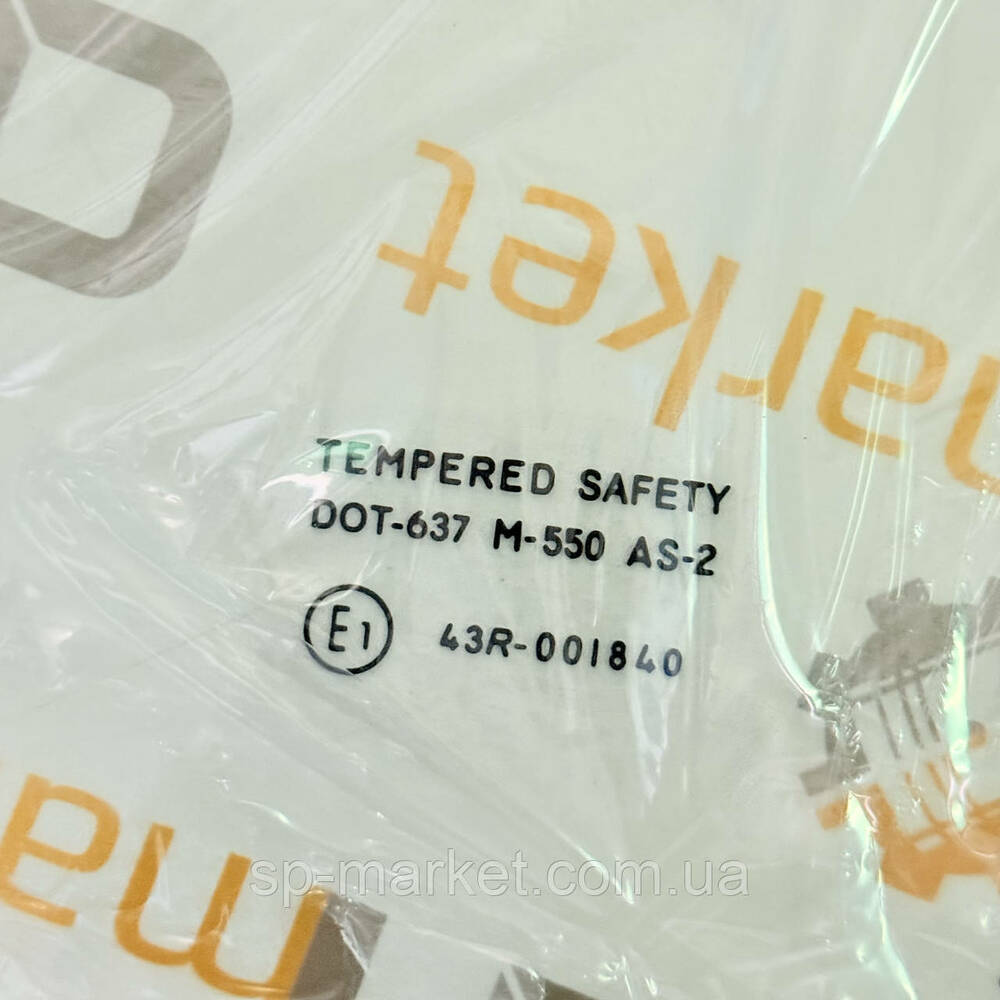 market
TEMPERED SAFETY
DOT-637 M-550 AS-2
E1 43R-001840
ma
sp-market.com.ua